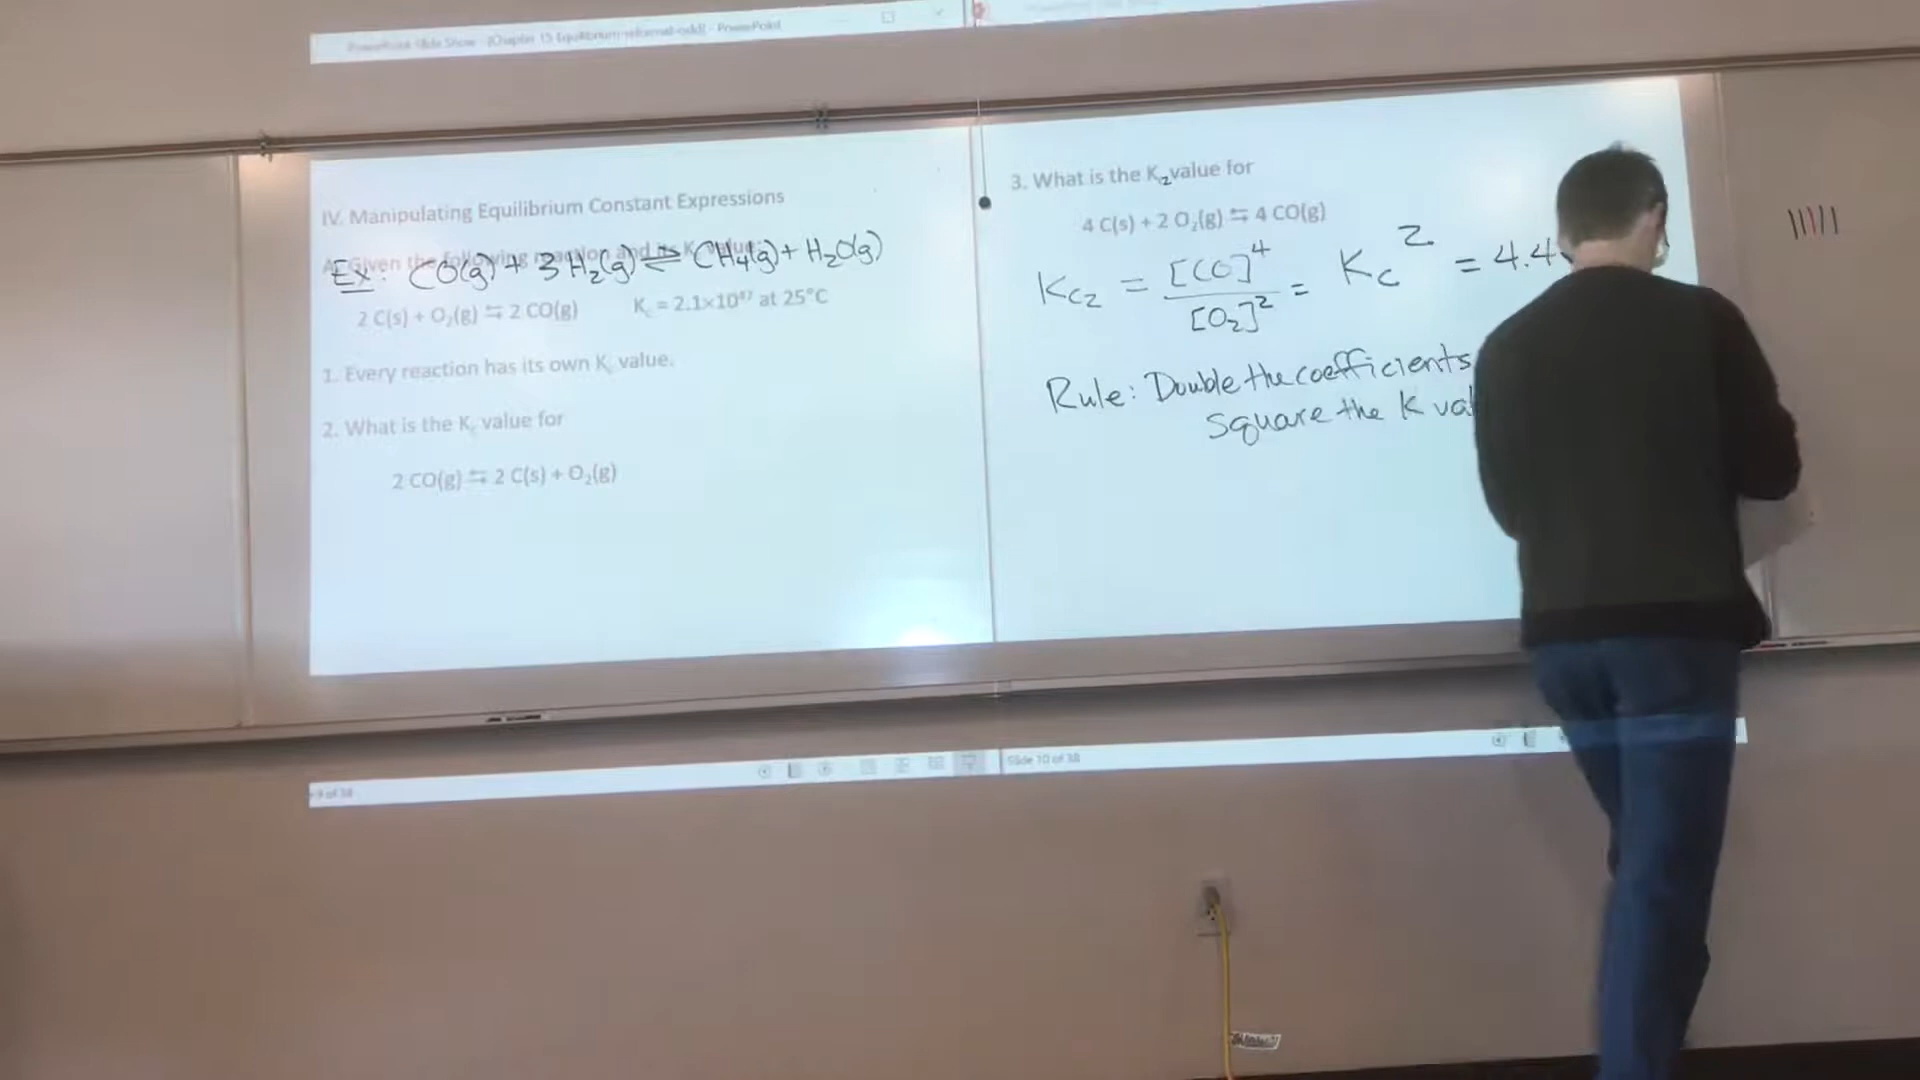 PowerPoint Slide Show - [Chapter 15 Equilibrium-reformat-odd] - PowerPoint
IV. Manipulating Equilibrium Constant Expressions
A. Given the following reaction and its K value:
Ex: CO(g) + 3 H₂(g) ⇌ CH₄(g) + H₂O(g)
2 C(s) + O₂(g) ⇆ 2 CO(g) K꜀ = 2.1×10⁴⁷ at 25°C
1. Every reaction has its own K꜀ value.
2. What is the K꜀ value for
2 CO(g) ⇆ 2 C(s) + O₂(g)
3. What is the K₂ value for
4 C(s) + 2 O₂(g) ⇆ 4 CO(g)
Kc₂ = [CO]⁴ / [O₂]² = Kc² = 4.4
Rule: Double the coefficients
square the K val
9 of 38
Slide 10 of 38